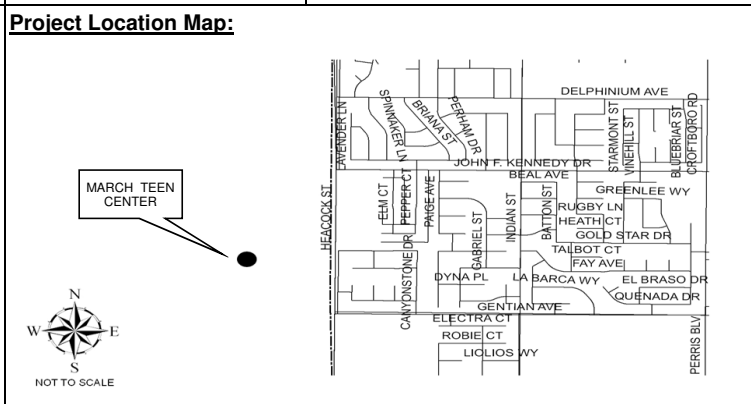 Project Location Map:
DELPHINIUM AVE
LAVENDER LN
SPINNAKER LN
BRIANA ST
PERHAM DR
STARMONT ST
VINEHILL ST
BLUEBRIAR ST
CROFTBORO RD
JOHN F. KENNEDY DR
BEAL AVE
MARCH TEEN
CENTER
HEACOCK ST
ELM CT
PEPPER CT
PAIGE AVE
GREENLEE WY
BATTON ST
RUGBY LN
HEATH CT
GOLD STAR DR
INDIAN ST
GABRIEL ST
CANYONSTONE DR
TALBOT CT
FAY AVE
DYNA PL
LA BARCA WY
EL BRASO DR
QUENADA DR
GENTIAN AVE
ELECTRA CT
ROBIE CT
LIOLIOS WY
PERRIS BLV
N
W
E
S
NOT TO SCALE